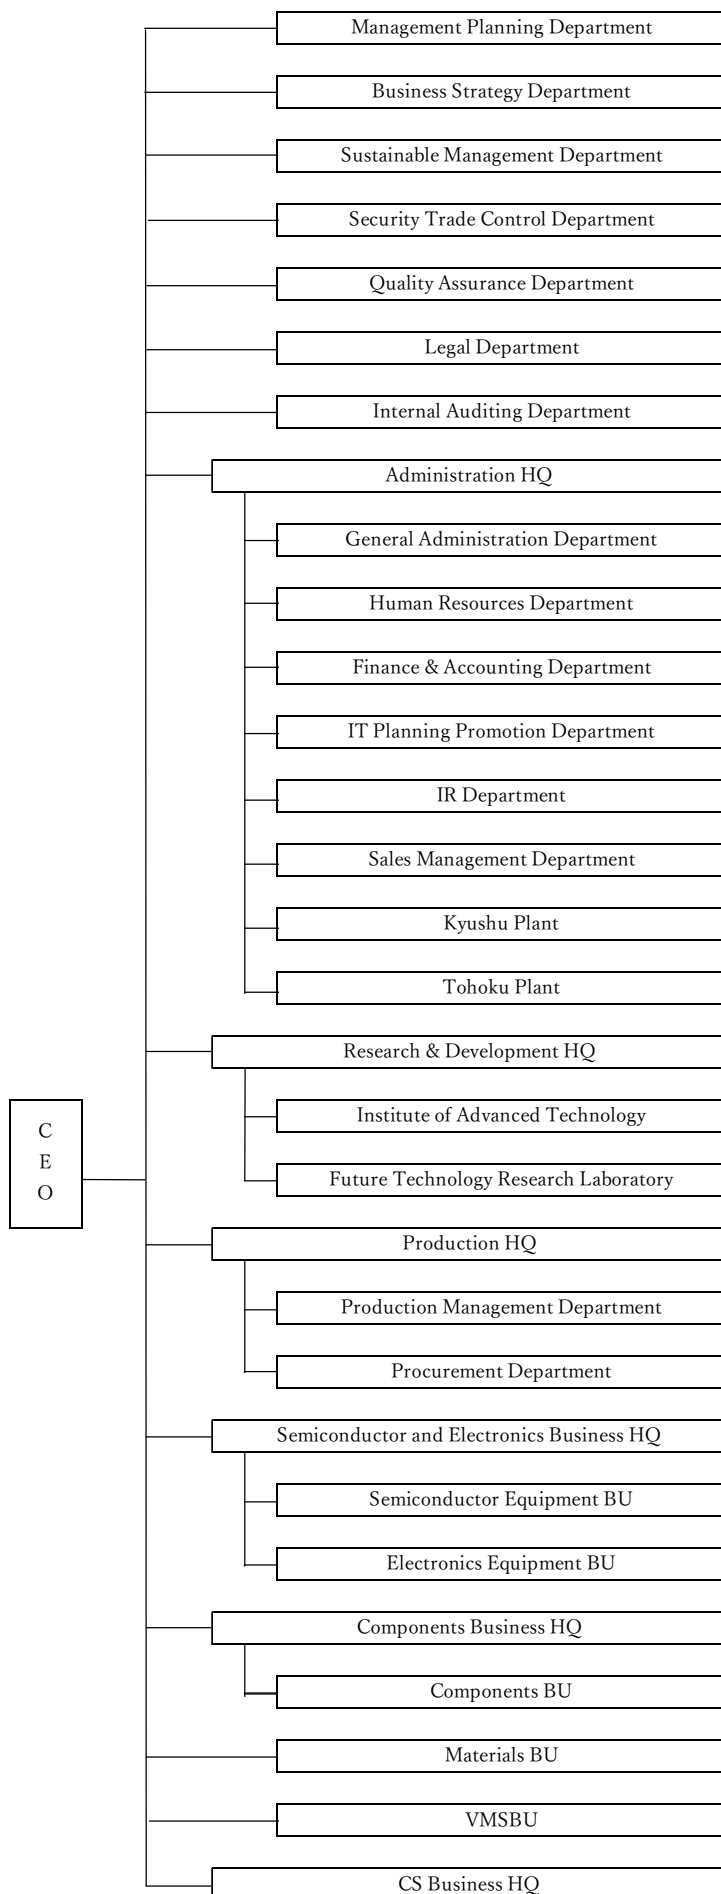 Management Planning Department
Business Strategy Department
Sustainable Management Department
Security Trade Control Department
Quality Assurance Department
Legal Department
Internal Auditing Department
Administration HQ
General Administration Department
Human Resources Department
Finance & Accounting Department
IT Planning Promotion Department
IR Department
Sales Management Department
Kyushu Plant
Tohoku Plant
Research & Development HQ
C
E
O
Institute of Advanced Technology
Future Technology Research Laboratory
Production HQ
Production Management Department
Procurement Department
Semiconductor and Electronics Business HQ
Semiconductor Equipment BU
Electronics Equipment BU
Components Business HQ
Components BU
Materials BU
VMSBU
CS Business HQ